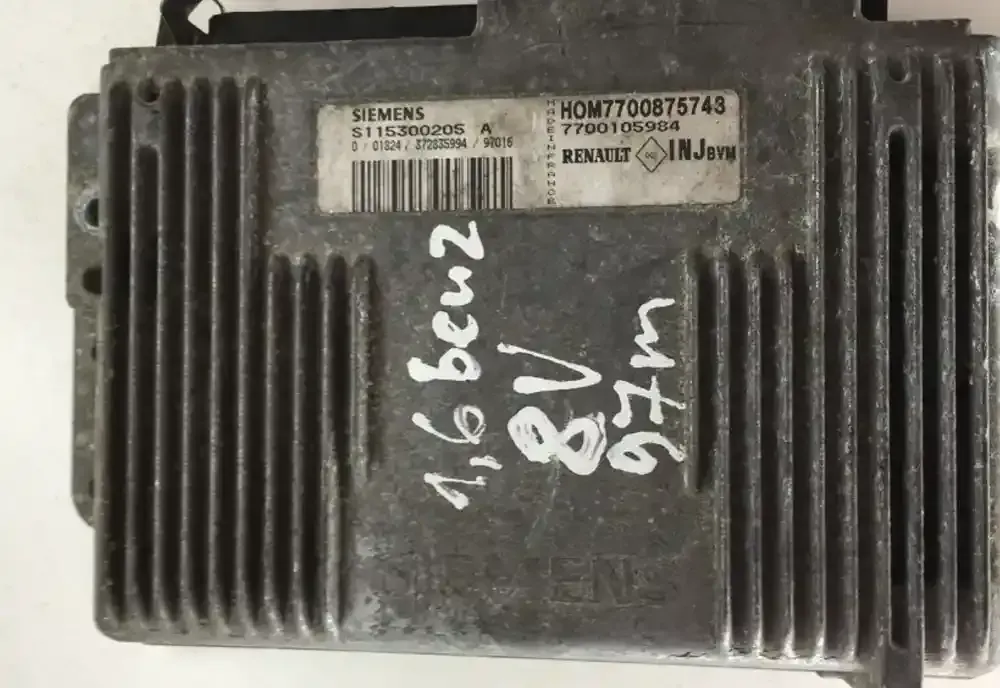 SIEMENS
S115300205 A
0 / 01824 / 372835994 / 97016
MADE IN FRANCE
HOM7700875743
7700105984
RENAULT INJ BVM
1,6 benz
8V
97m
SIEMENS